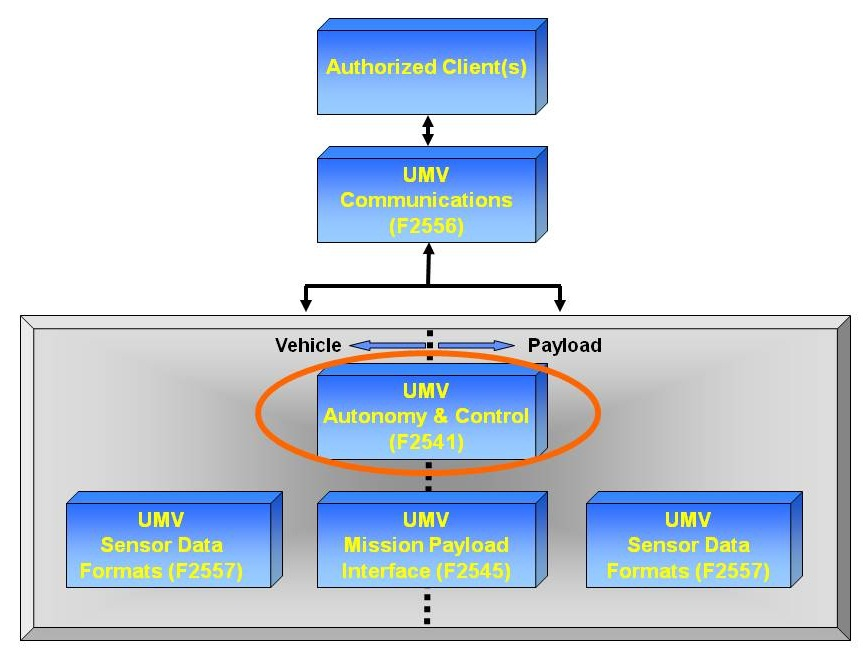 Authorized Client(s)
UMV
Communications
(F2556)
Vehicle
Payload
UMV
Autonomy & Control
(F2541)
UMV
Sensor Data
Formats (F2557)
UMV
Mission Payload
Interface (F2545)
UMV
Sensor Data
Formats (F2557)